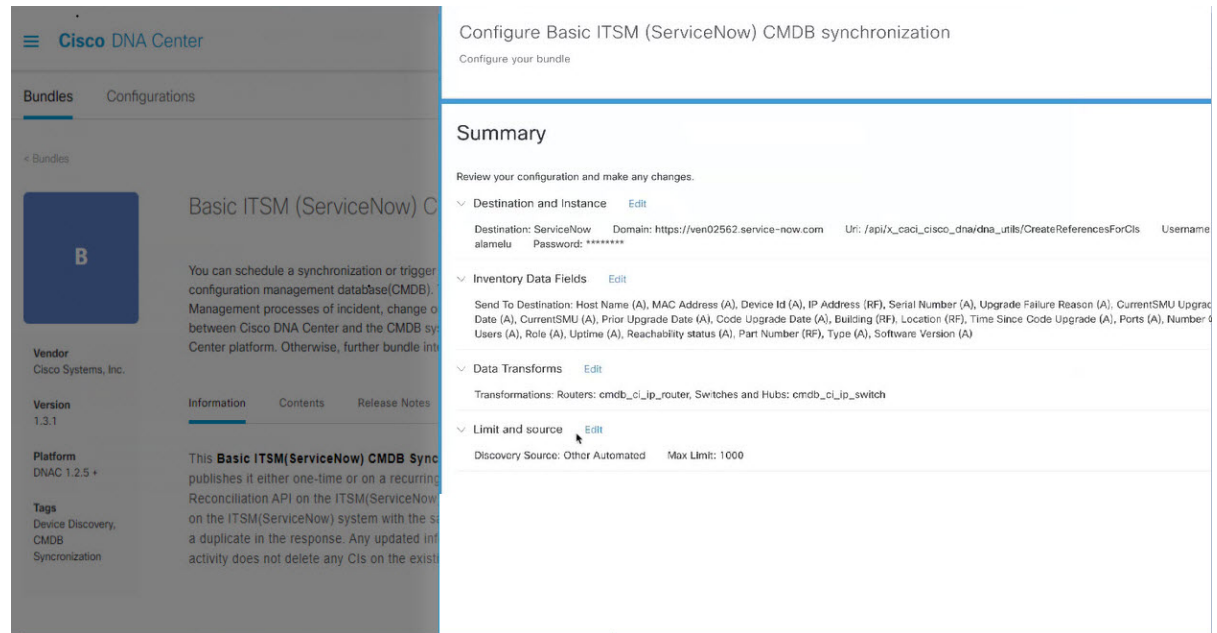 Cisco DNA Center
Bundles Configurations
< Bundles
B
Basic ITSM (ServiceNow) C
You can schedule a synchronization or trigger
configuration management database(CMDB).
Management processes of incident, change o
between Cisco DNA Center and the CMDB sy
Center platform. Otherwise, further bundle int
Vendor
Cisco Systems, Inc.
Version
1.3.1
Platform
DNAC 1.2.5 +
Tags
Device Discovery,
CMDB
Syncronization
Information Contents Release Notes
This Basic ITSM(ServiceNow) CMDB Sync
publishes it either one-time or on a recurring
Reconciliation API on the ITSM(ServiceNow
on the ITSM(ServiceNow) system with the sa
a duplicate in the response. Any updated inf
activity does not delete any CIs on the existi
Configure Basic ITSM (ServiceNow) CMDB synchronization
Configure your bundle
Summary
Review your configuration and make any changes.
Destination and Instance Edit
Destination: ServiceNow Domain: https://ven02562.service-now.com Uri: /api/x_caci_cisco_dna/dna_utils/CreateReferencesForCIs Username
alamelu Password: ********
Inventory Data Fields Edit
Send To Destination: Host Name (A), MAC Address (A), Device Id (A), IP Address (RF), Serial Number (A), Upgrade Failure Reason (A), CurrentSMU Upgrad
Date (A), CurrentSMU (A), Prior Upgrade Date (A), Code Upgrade Date (A), Building (RF), Location (RF), Time Since Code Upgrade (A), Ports (A), Number
Users (A), Role (A), Uptime (A), Reachability status (A), Part Number (RF), Type (A), Software Version (A)
Data Transforms Edit
Transformations: Routers: cmdb_ci_ip_router, Switches and Hubs: cmdb_ci_ip_switch
Limit and source Edit
Discovery Source: Other Automated Max Limit: 1000